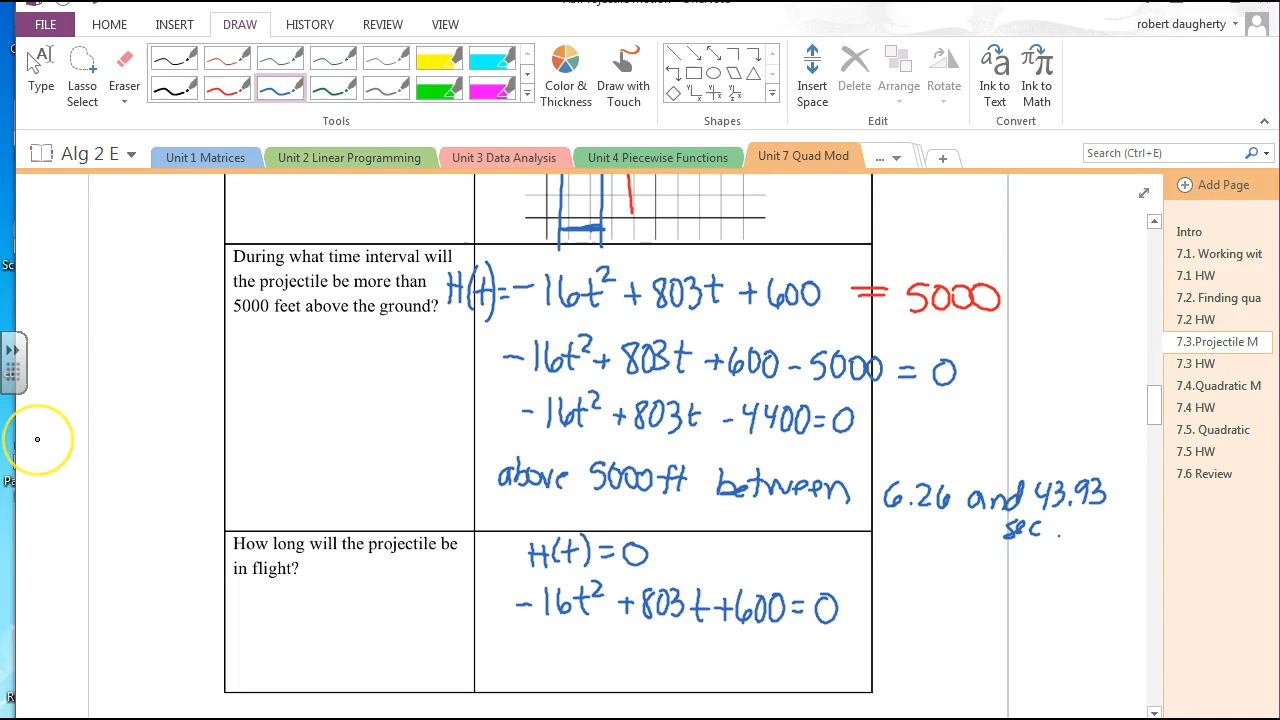 FILE HOME INSERT DRAW HISTORY REVIEW VIEW robert daugherty
Type
Lasso Select
Eraser
Color & Thickness
Draw with Touch
Insert Space
Delete
Arrange
Rotate
Ink to Text
Ink to Math
Tools Shapes Edit Convert
Alg 2 E Unit 1 Matrices Unit 2 Linear Programming Unit 3 Data Analysis Unit 4 Piecewise Functions Unit 7 Quad Mod ... Search (Ctrl+E)
Add Page
Intro
7.1. Working wit
7.1 HW
7.2. Finding qua
7.2 HW
7.3.Projectile M
7.3 HW
7.4.Quadratic M
7.4 HW
7.5. Quadratic
7.5 HW
7.6 Review
During what time interval will
the projectile be more than
5000 feet above the ground?
H(t)= -16t² + 803t + 600 = 5000
-16t² + 803t + 600 - 5000 = 0
-16t² + 803t - 4400 = 0
above 5000 ft between 6.26 and 43.93
sec.
How long will the projectile be
in flight?
H(t) = 0
-16t² + 803t + 600 = 0